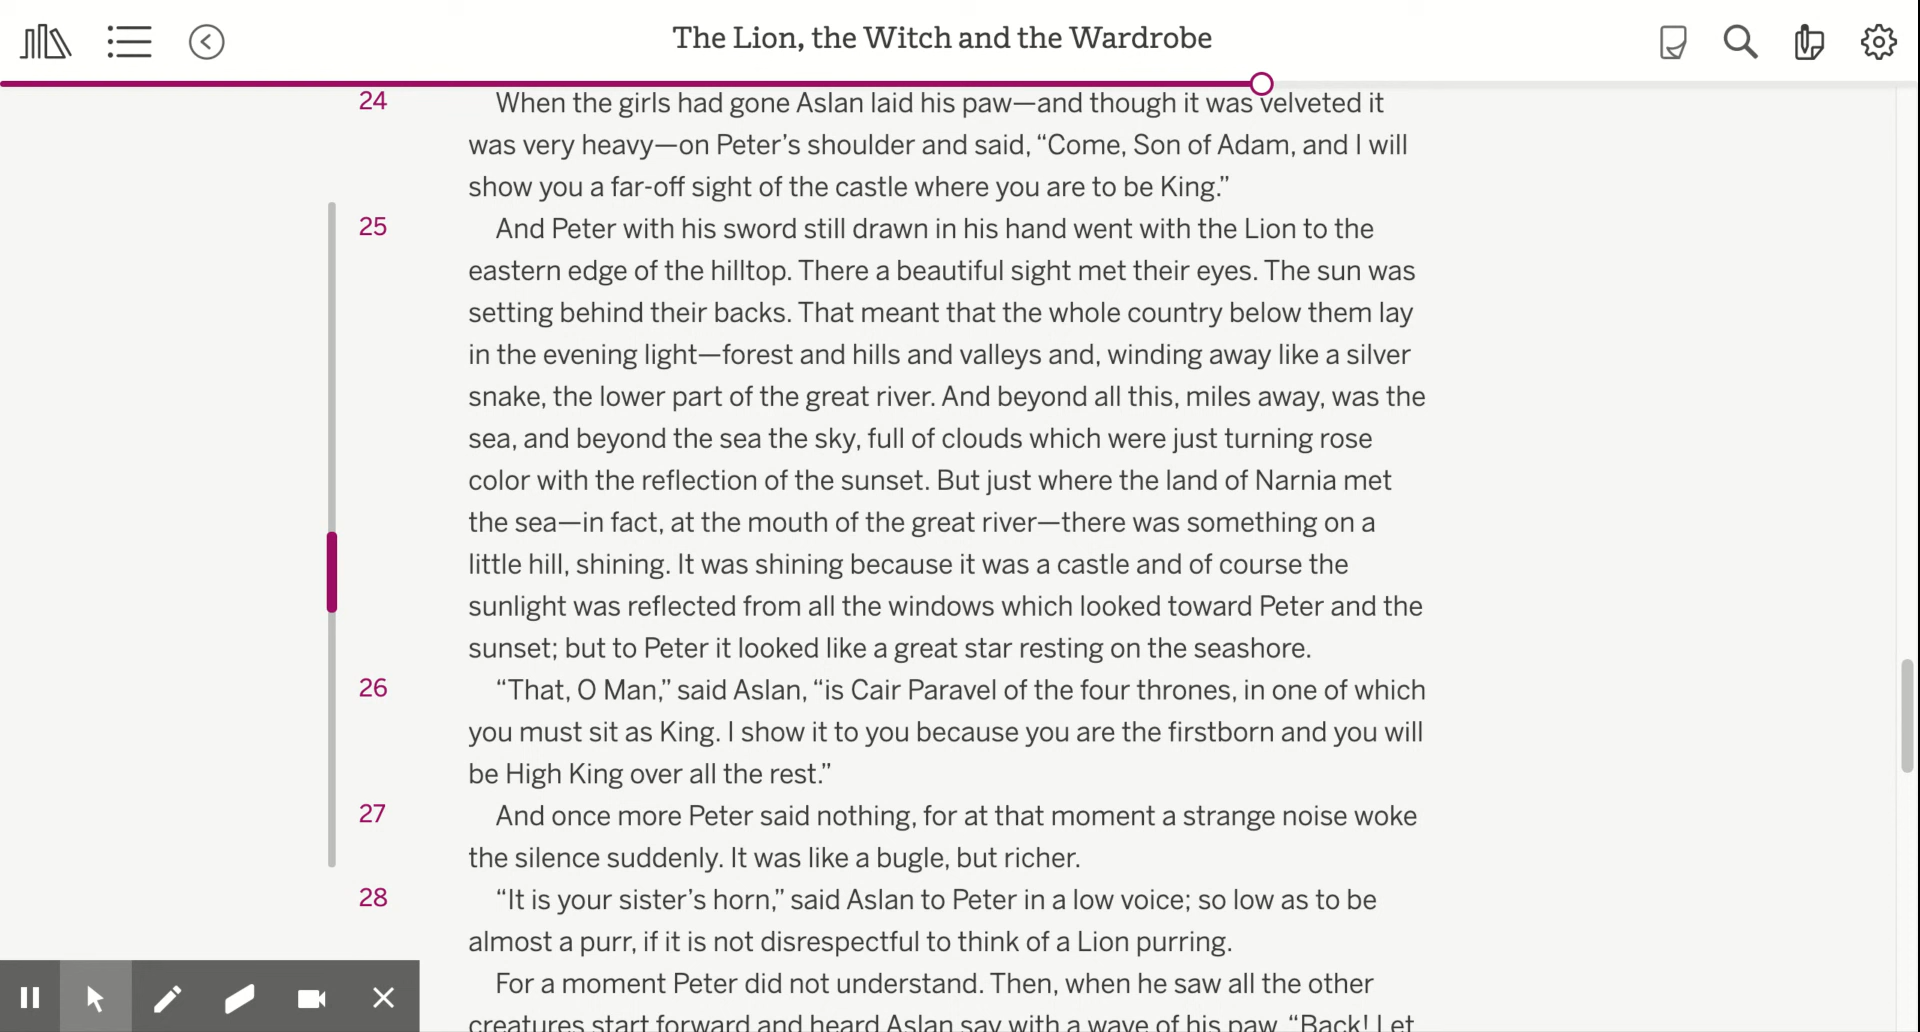 The Lion, the Witch and the Wardrobe
24 When the girls had gone Aslan laid his paw—and though it was velveted it
was very heavy—on Peter’s shoulder and said, “Come, Son of Adam, and I will
show you a far-off sight of the castle where you are to be King.”
25 And Peter with his sword still drawn in his hand went with the Lion to the
eastern edge of the hilltop. There a beautiful sight met their eyes. The sun was
setting behind their backs. That meant that the whole country below them lay
in the evening light—forest and hills and valleys and, winding away like a silver
snake, the lower part of the great river. And beyond all this, miles away, was the
sea, and beyond the sea the sky, full of clouds which were just turning rose
color with the reflection of the sunset. But just where the land of Narnia met
the sea—in fact, at the mouth of the great river—there was something on a
little hill, shining. It was shining because it was a castle and of course the
sunlight was reflected from all the windows which looked toward Peter and the
sunset; but to Peter it looked like a great star resting on the seashore.
26 “That, O Man,” said Aslan, “is Cair Paravel of the four thrones, in one of which
you must sit as King. I show it to you because you are the firstborn and you will
be High King over all the rest.”
27 And once more Peter said nothing, for at that moment a strange noise woke
the silence suddenly. It was like a bugle, but richer.
28 “It is your sister’s horn,” said Aslan to Peter in a low voice; so low as to be
almost a purr, if it is not disrespectful to think of a Lion purring.
For a moment Peter did not understand. Then, when he saw all the other
creatures start forward and heard Aslan say with a wave of his paw, “Back! Let